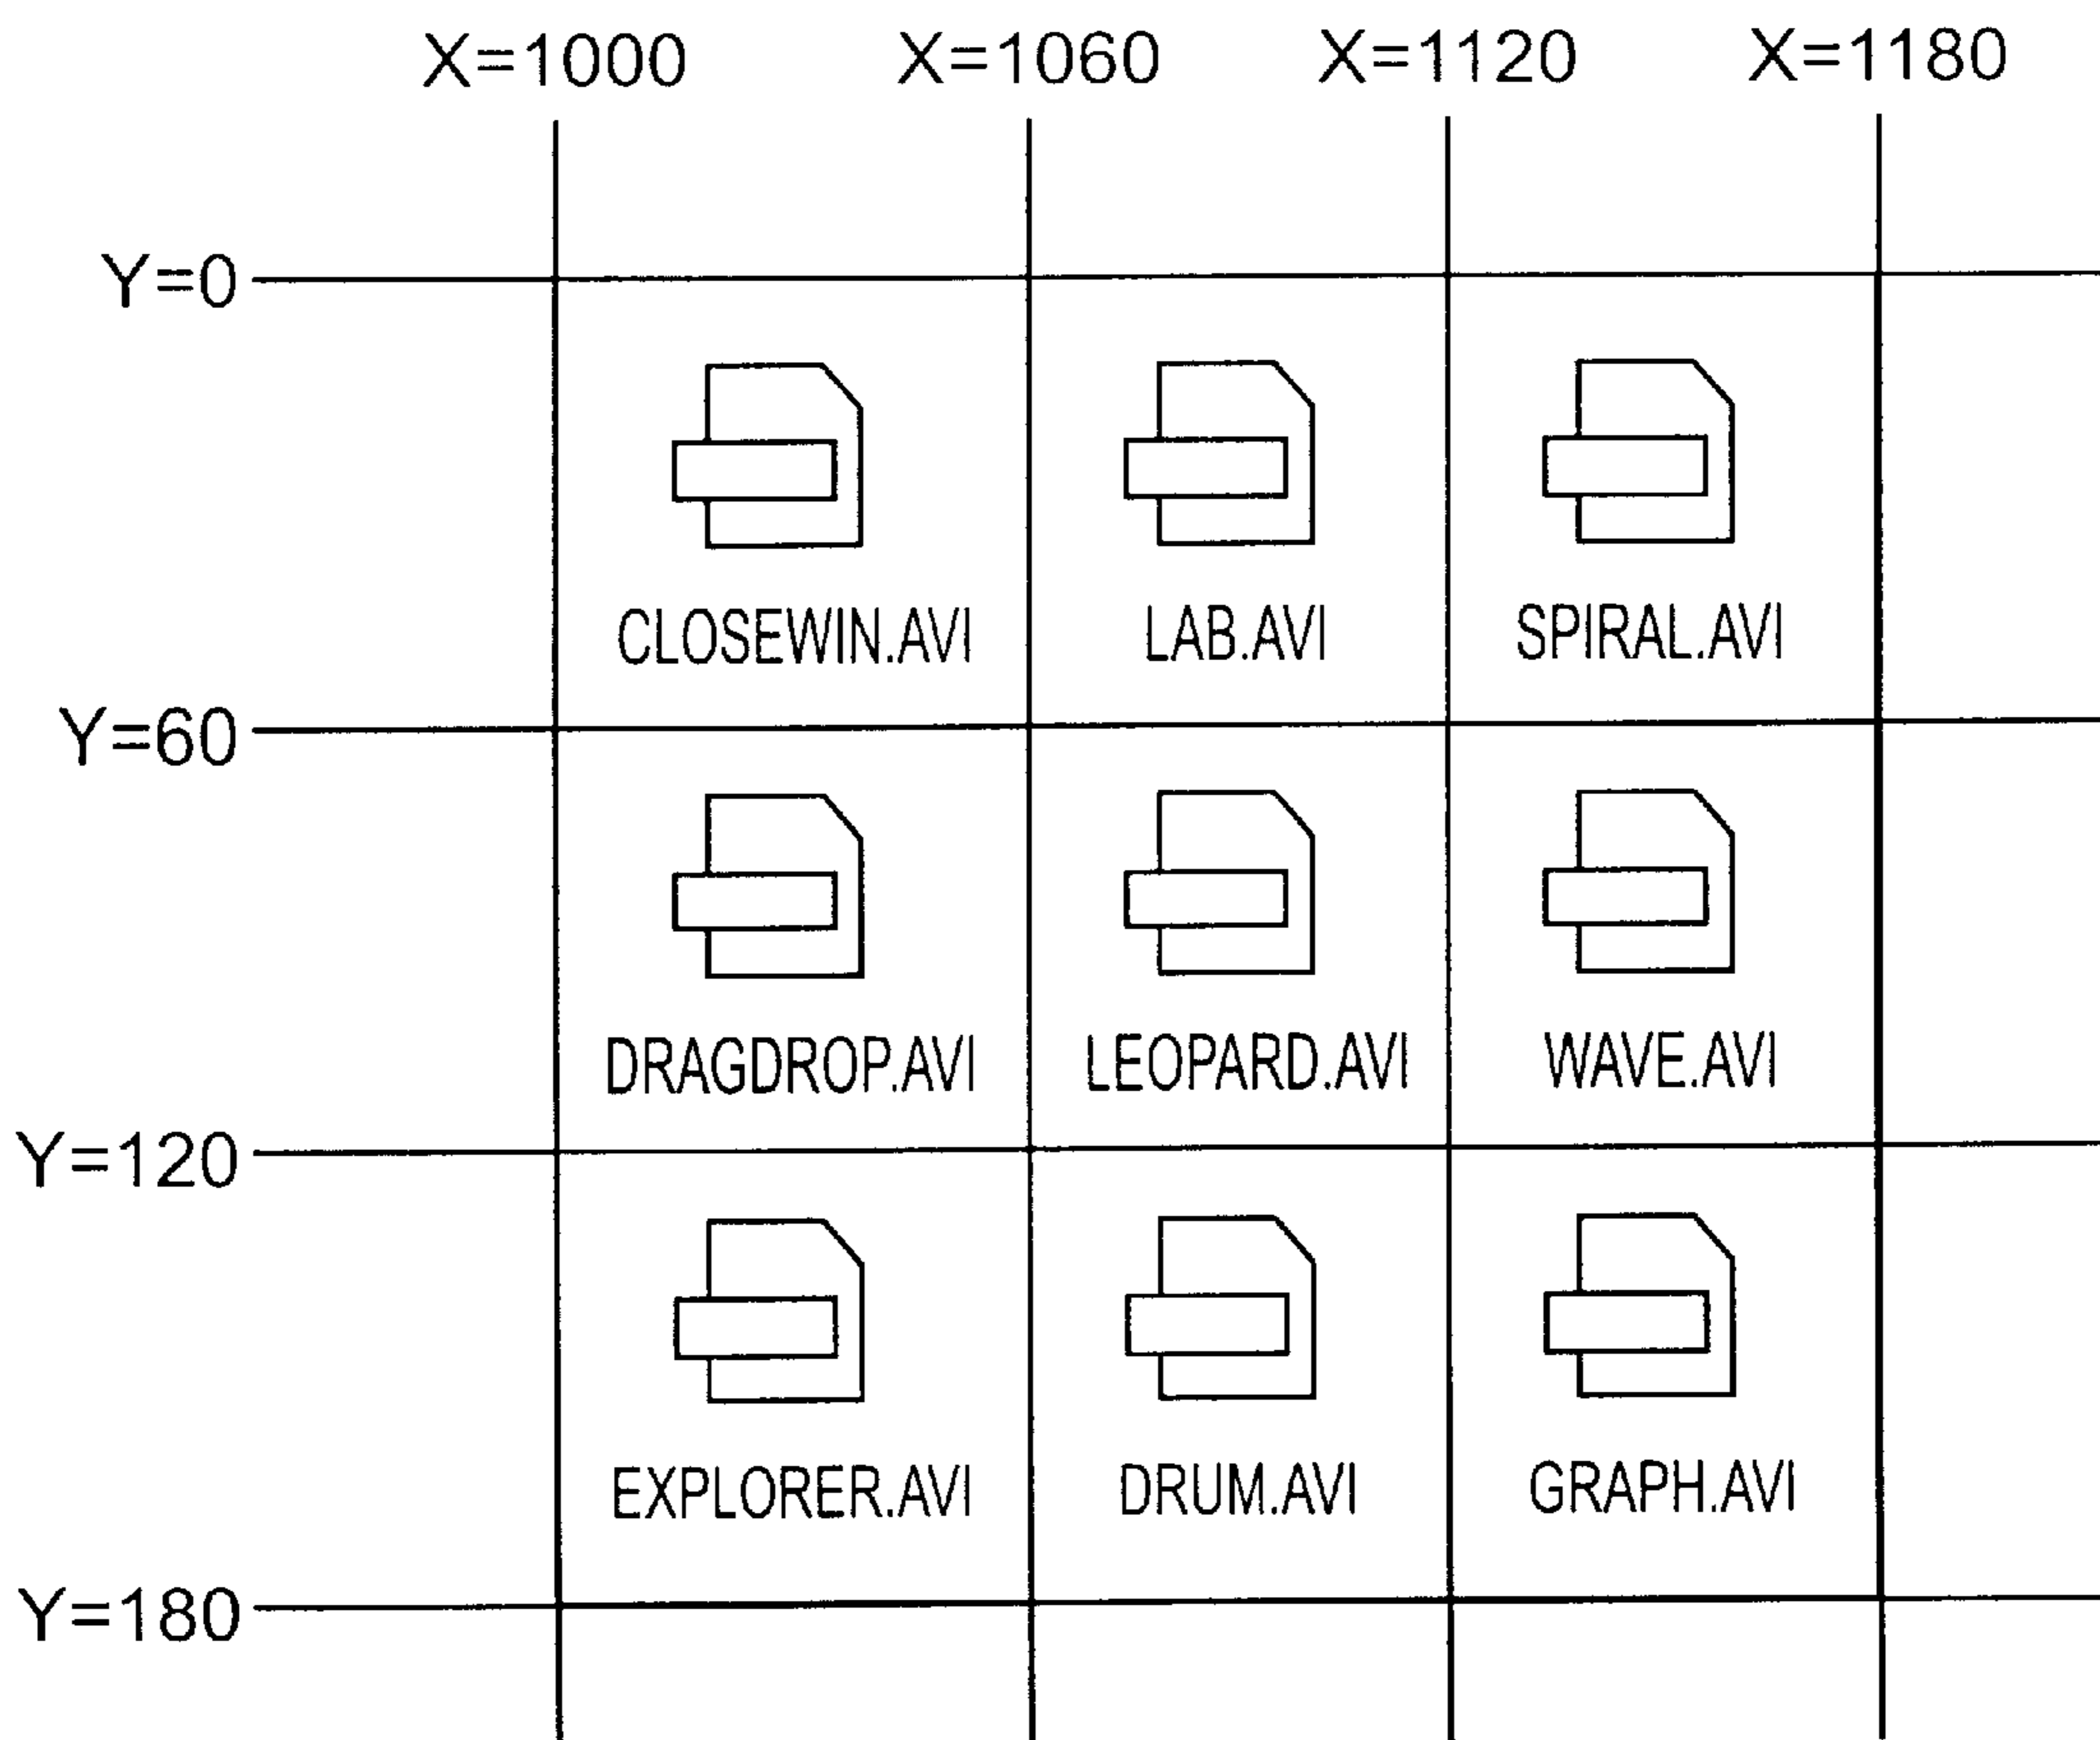 X=1000 X=1060 X=1120 X=1180
Y=0
CLOSEWIN.AVI LAB.AVI SPIRAL.AVI
Y=60
DRAGDROP.AVI LEOPARD.AVI WAVE.AVI
Y=120
EXPLORER.AVI DRUM.AVI GRAPH.AVI
Y=180